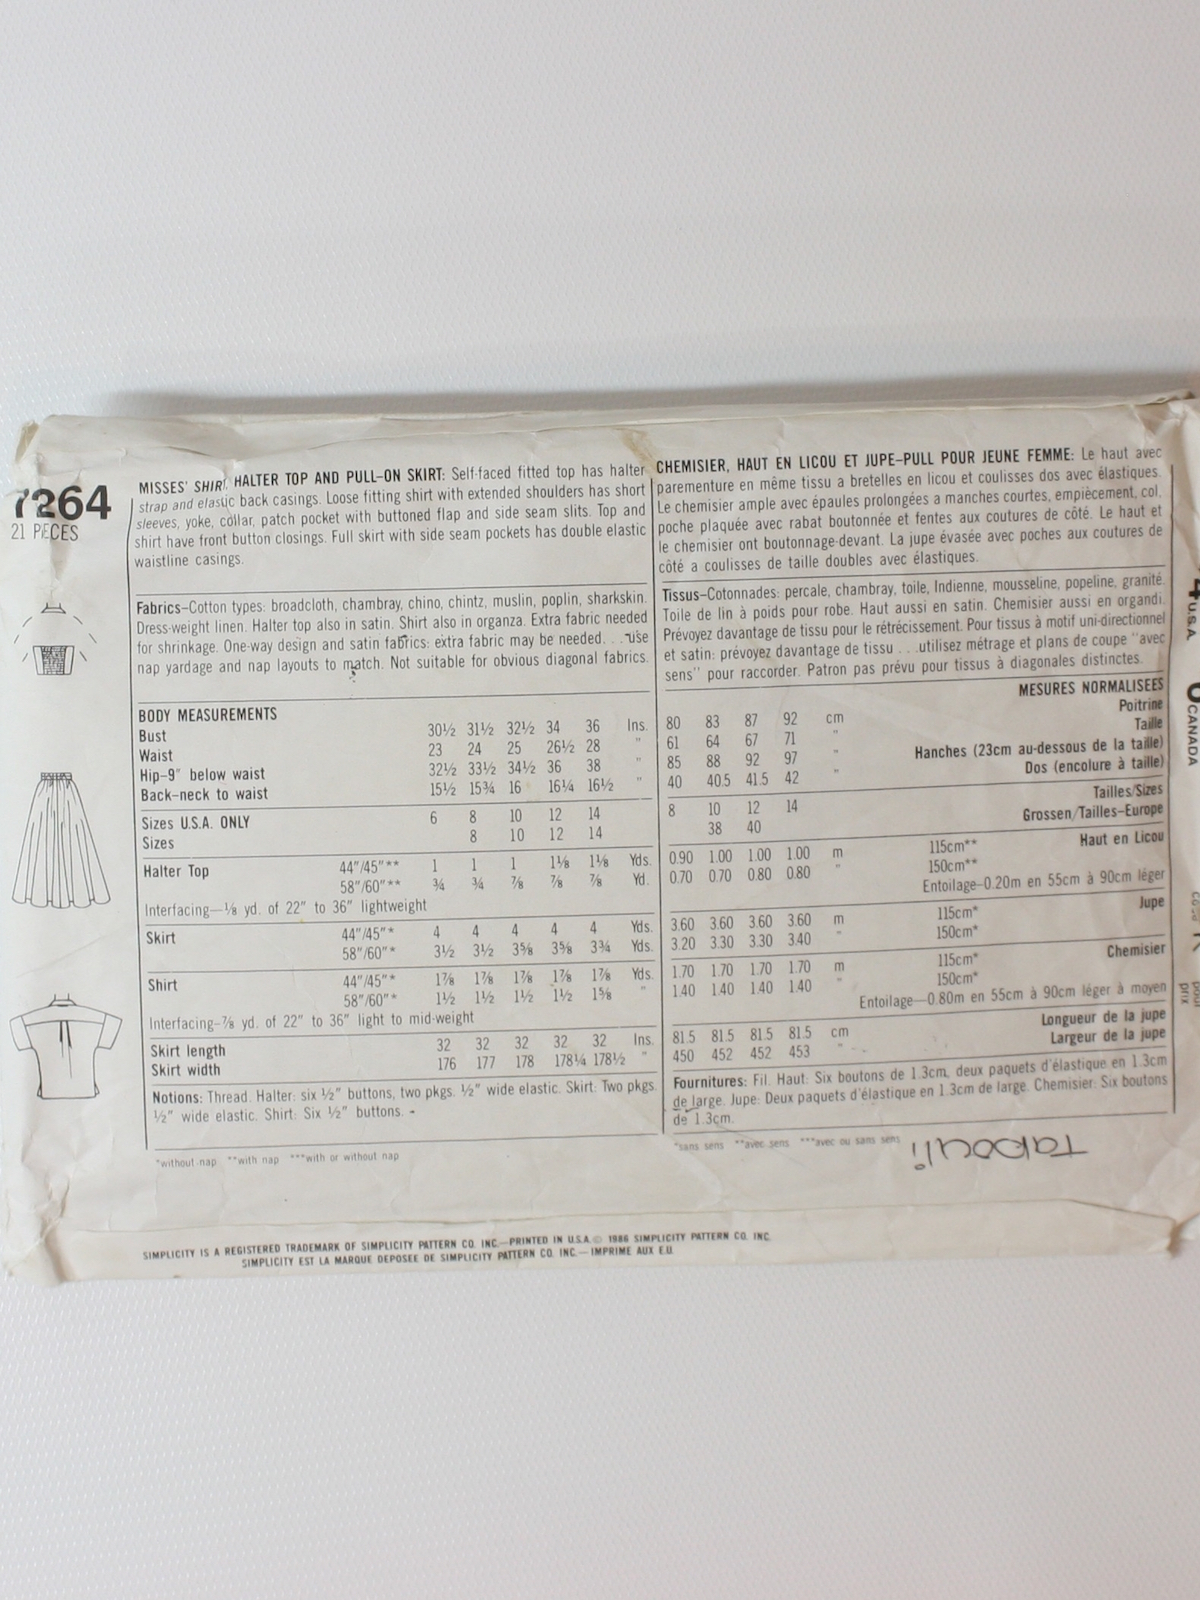 7264
21 PIECES
MISSES' SHIRT, HALTER TOP AND PULL-ON SKIRT: Self-faced fitted top has halter
strap and elastic back casings. Loose fitting shirt with extended shoulders has short
sleeves, yoke, collar, patch pocket with buttoned flap and side seam slits. Top and
shirt have front button closings. Full skirt with side seam pockets has double elastic
waistline casings.
Fabrics–Cotton types: broadcloth, chambray, chino, chintz, muslin, poplin, sharkskin.
Dress-weight linen. Halter top also in satin. Shirt also in organza. Extra fabric needed
for shrinkage. One-way design and satin fabrics: extra fabric may be needed. . .use
nap yardage and nap layouts to match. Not suitable for obvious diagonal fabrics.
BODY MEASUREMENTS
Bust 30½ 31½ 32½ 34 36 Ins.
Waist 23 24 25 26½ 28 "
Hip-9" below waist 32½ 33½ 34½ 36 38 "
Back-neck to waist 15½ 15¾ 16 16¼ 16½ "
Sizes U.S.A. ONLY 6 8 10 12 14
Sizes 8 10 12 14
Halter Top 44"/45"** 1 1 1 1⅛ 1⅛ Yds.
58"/60"** ¾ ¾ ⅞ ⅞ ⅞ Yd.
Interfacing—⅛ yd. of 22" to 36" lightweight
Skirt 44"/45"* 4 4 4 4 4 Yds.
58"/60"* 3½ 3½ 3⅝ 3⅝ 3¾ Yds.
Shirt 44"/45"* 1⅞ 1⅞ 1⅞ 1⅞ 1⅞ Yds.
58"/60"* 1½ 1½ 1½ 1½ 1⅝ "
Interfacing-⅞ yd. of 22" to 36" light to mid-weight
Skirt length 32 32 32 32 32 Ins.
Skirt width 176 177 178 178¼ 178½ "
Notions: Thread. Halter: six ½" buttons, two pkgs. ½" wide elastic. Skirt: Two pkgs.
½" wide elastic. Shirt: Six ½" buttons.
*without nap **with nap ***with or without nap
CHEMISIER, HAUT EN LICOU ET JUPE–PULL POUR JEUNE FEMME: Le haut avec
parementure en même tissu a bretelles en licou et coulisses dos avec élastiques.
Le chemisier ample avec épaules prolongées a manches courtes, empiècement, col,
poche plaquée avec rabat boutonnée et fentes aux coutures de côté. Le haut et
le chemisier ont boutonnage-devant. La jupe évasée avec poches aux coutures de
côté a coulisses de taille doubles avec élastiques.
Tissus–Cotonnades: percale, chambray, toile, Indienne, mousseline, popeline, granité.
Toile de lin à poids pour robe. Haut aussi en satin. Chemisier aussi en organdi.
Prévoyez davantage de tissu pour le rétrécissement. Pour tissus à motif uni-directionnel
et satin: prévoyez davantage de tissu . . .utilisez métrage et plans de coupe "avec
sens" pour raccorder. Patron pas prévu pour tissus à diagonales distinctes.
MESURES NORMALISEES
80 83 87 92 cm Poitrine
61 64 67 71 " Taille
85 88 92 97 " Hanches (23cm au-dessous de la taille)
40 40.5 41.5 42 " Dos (encolure à taille)
8 10 12 14 Tailles/Sizes
38 40 Grossen/Tailles-Europe
0.90 1.00 1.00 1.00 m 115cm** Haut en Licou
0.70 0.70 0.80 0.80 " 150cm**
Entoilage-0.20m en 55cm à 90cm léger
3.60 3.60 3.60 3.60 m 115cm* Jupe
3.20 3.30 3.30 3.40 " 150cm*
1.70 1.70 1.70 1.70 m 115cm* Chemisier
1.40 1.40 1.40 1.40 " 150cm*
Entoilage—0.80m en 55cm à 90cm léger à moyen
81.5 81.5 81.5 81.5 cm Longueur de la jupe
450 452 452 453 " Largeur de la jupe
Fournitures: Fil. Haut: Six boutons de 1.3cm, deux paquets d'élastique en 1.3cm
de large. Jupe: Deux paquets d'élastique en 1.3cm de large. Chemisier: Six boutons
de 1.3cm.
*sans sens **avec sens ***avec ou sans sens
U.S.A.
CANADA
pour
prix
SIMPLICITY IS A REGISTERED TRADEMARK OF SIMPLICITY PATTERN CO. INC.—PRINTED IN U.S.A. © 1986 SIMPLICITY PATTERN CO. INC.
SIMPLICITY EST LA MARQUE DEPOSEE DE SIMPLICITY PATTERN CO. INC.— IMPRIME AUX E.U.